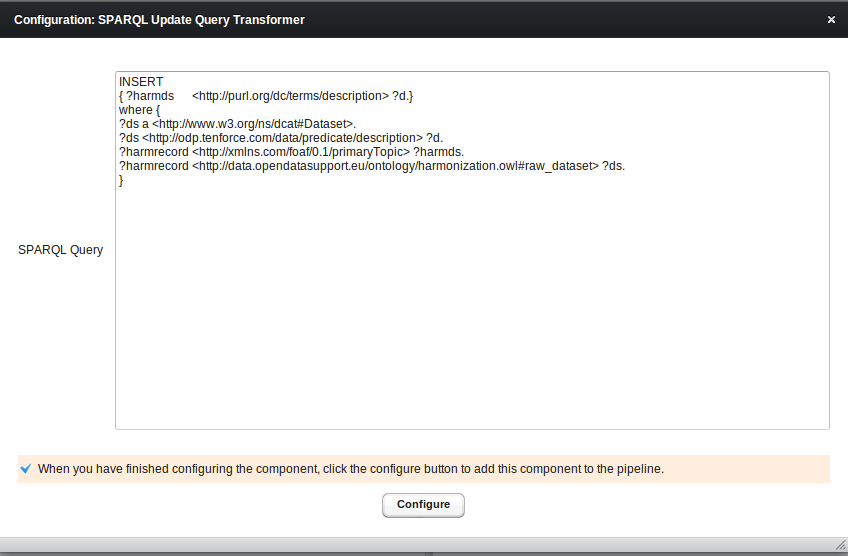 Configuration: SPARQL Update Query Transformer
×
INSERT
{ ?harmds <http://purl.org/dc/terms/description> ?d.}
where {
?ds a <http://www.w3.org/ns/dcat#Dataset>.
?ds <http://odp.tenforce.com/data/predicate/description> ?d.
?harmrecord <http://xmlns.com/foaf/0.1/primaryTopic> ?harmds.
?harmrecord <http://data.opendatasupport.eu/ontology/harmonization.owl#raw_dataset> ?ds.
}
SPARQL Query
When you have finished configuring the component, click the configure button to add this component to the pipeline.
Configure